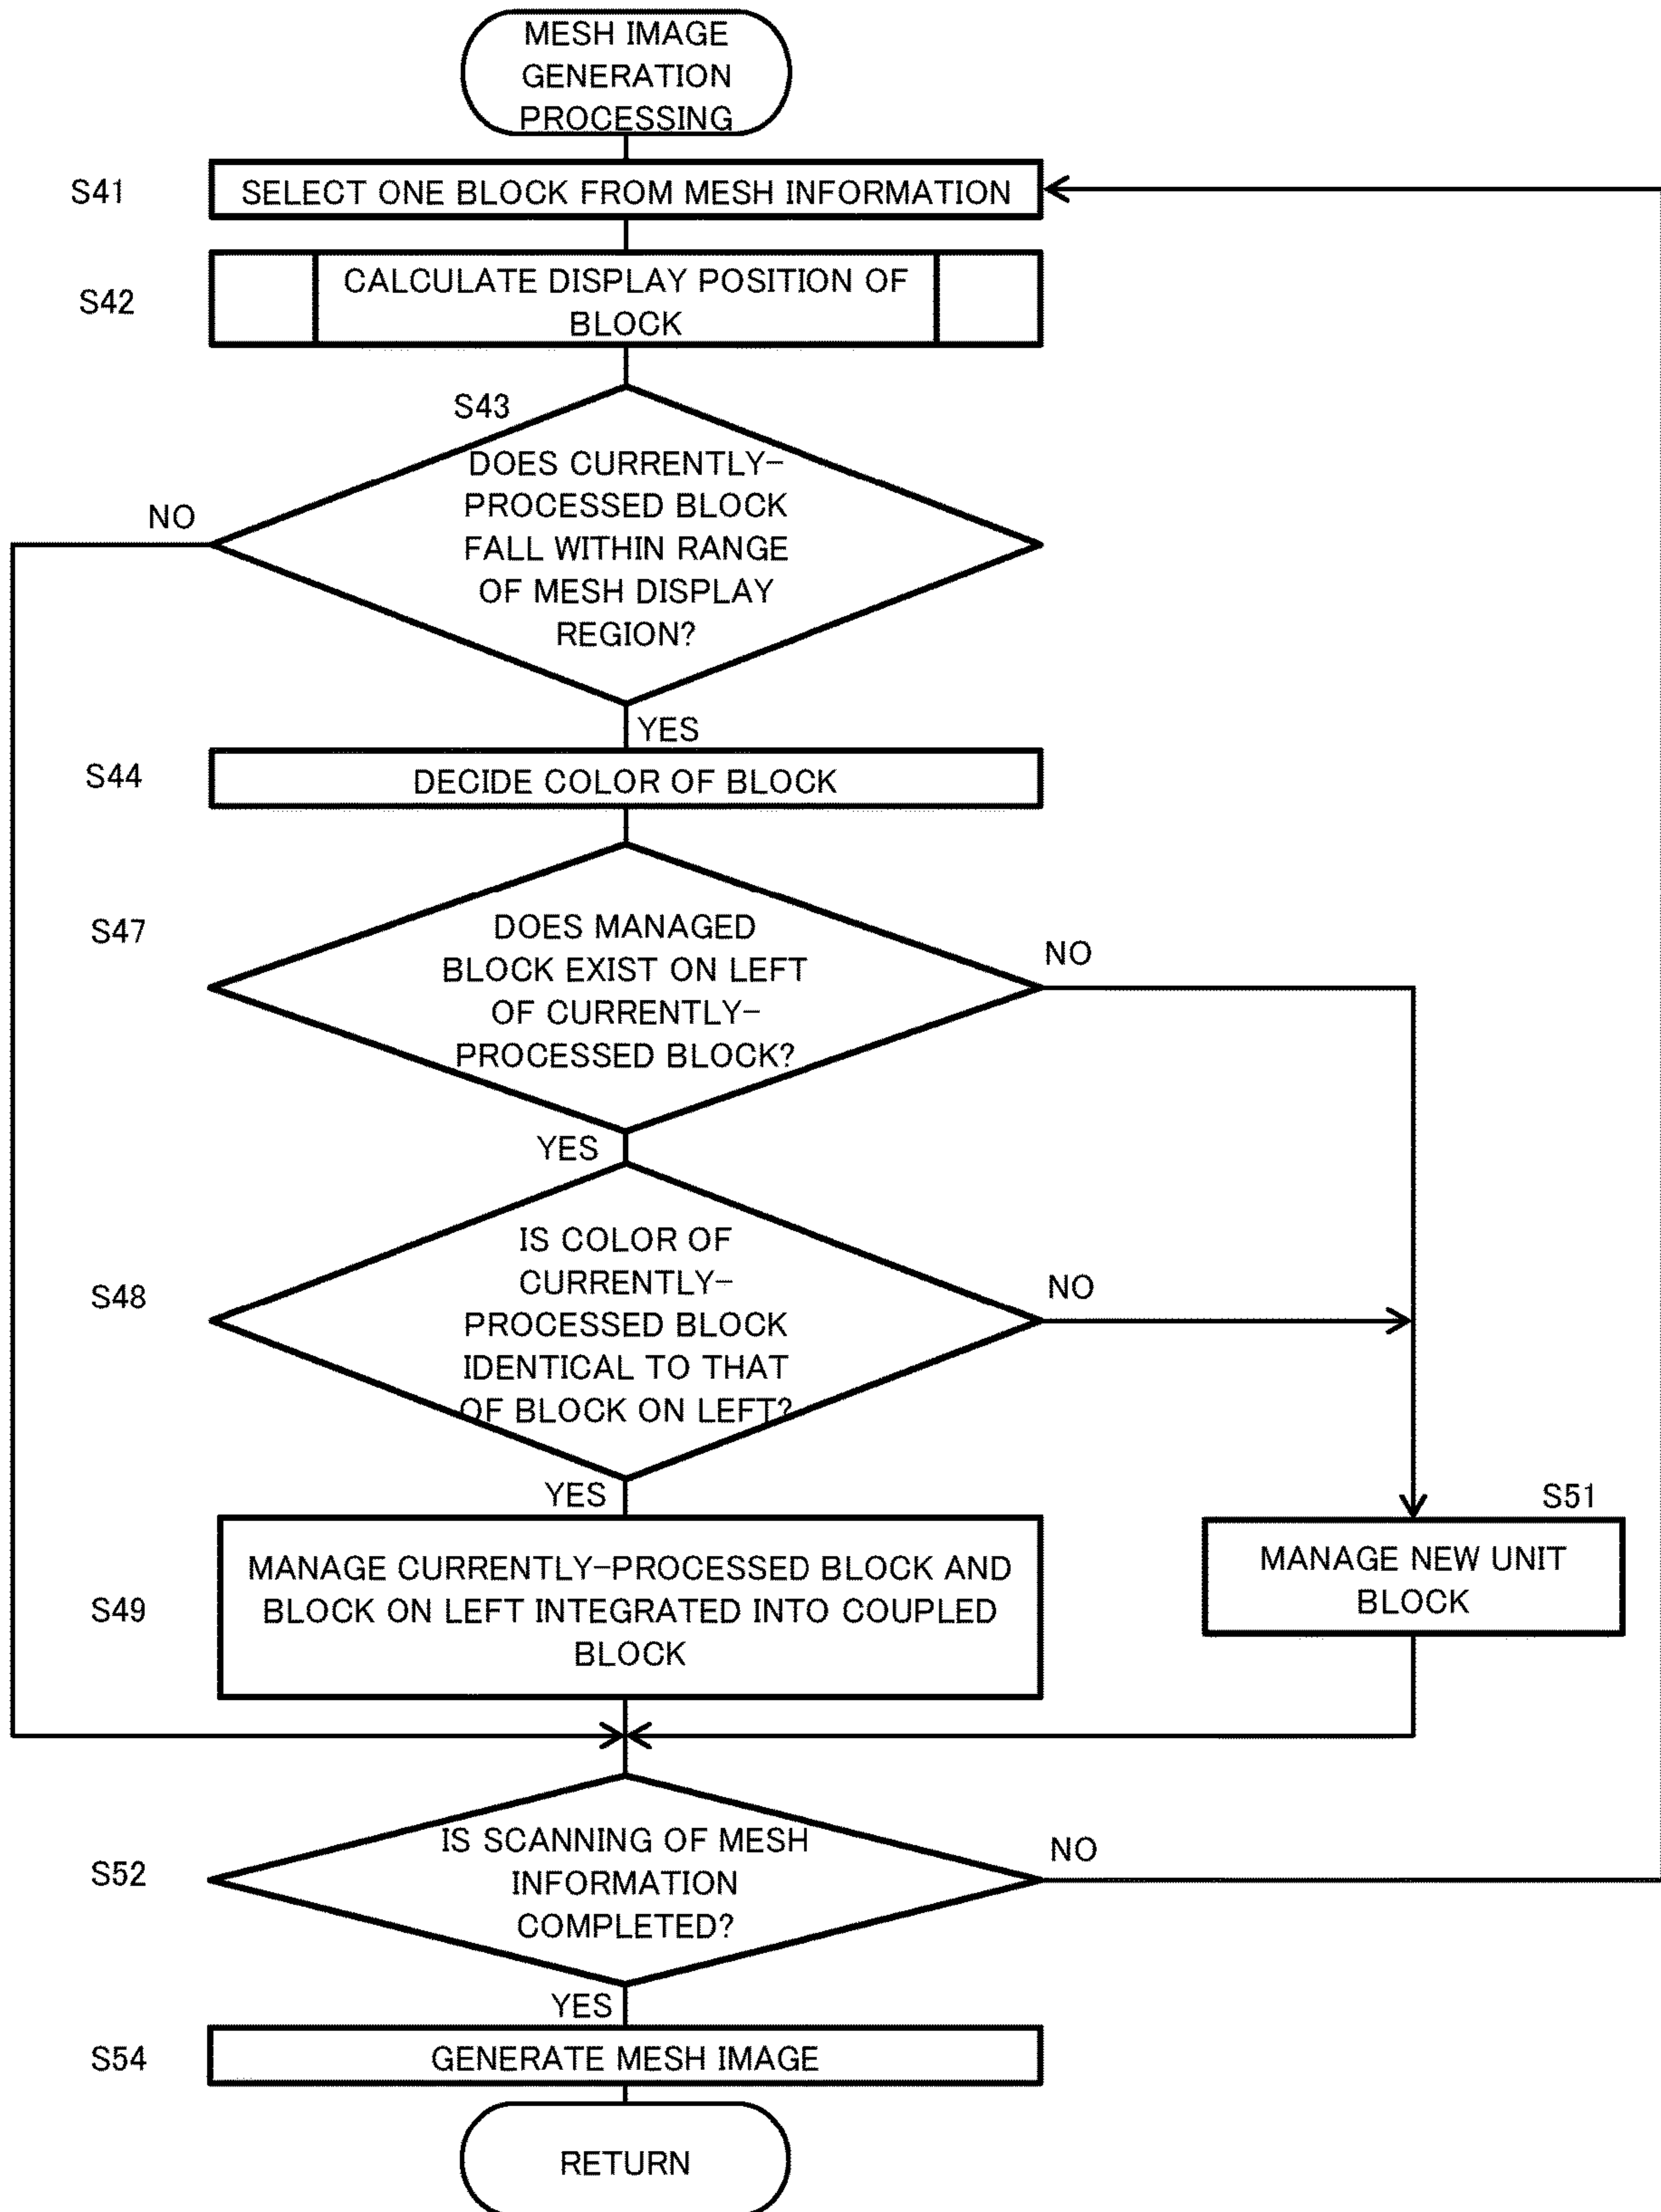 MESH IMAGE
GENERATION
PROCESSING
S41
SELECT ONE BLOCK FROM MESH INFORMATION
S42
CALCULATE DISPLAY POSITION OF
BLOCK
S43
DOES CURRENTLY-
PROCESSED BLOCK
FALL WITHIN RANGE
OF MESH DISPLAY
REGION?
NO
YES
S44
DECIDE COLOR OF BLOCK
S47
DOES MANAGED
BLOCK EXIST ON LEFT
OF CURRENTLY-
PROCESSED BLOCK?
NO
YES
S48
IS COLOR OF
CURRENTLY-
PROCESSED BLOCK
IDENTICAL TO THAT
OF BLOCK ON LEFT?
NO
YES
S49
MANAGE CURRENTLY-PROCESSED BLOCK AND
BLOCK ON LEFT INTEGRATED INTO COUPLED
BLOCK
S51
MANAGE NEW UNIT
BLOCK
S52
IS SCANNING OF MESH
INFORMATION
COMPLETED?
NO
YES
S54
GENERATE MESH IMAGE
RETURN